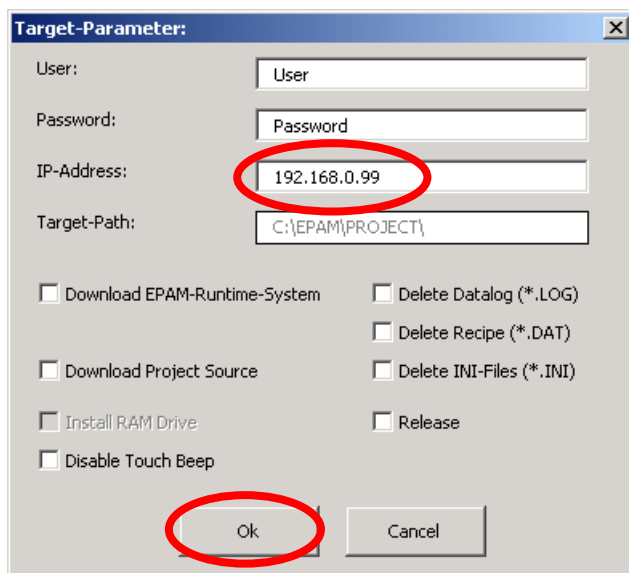 Target-Parameter:
User: User
Password: Password
IP-Address: 192.168.0.99
Target-Path: C:\EPAM\PROJECT\
Download EPAM-Runtime-System Delete Datalog (*.LOG)
Delete Recipe (*.DAT)
Download Project Source Delete INI-Files (*.INI)
Install RAM Drive Release
Disable Touch Beep
Ok Cancel